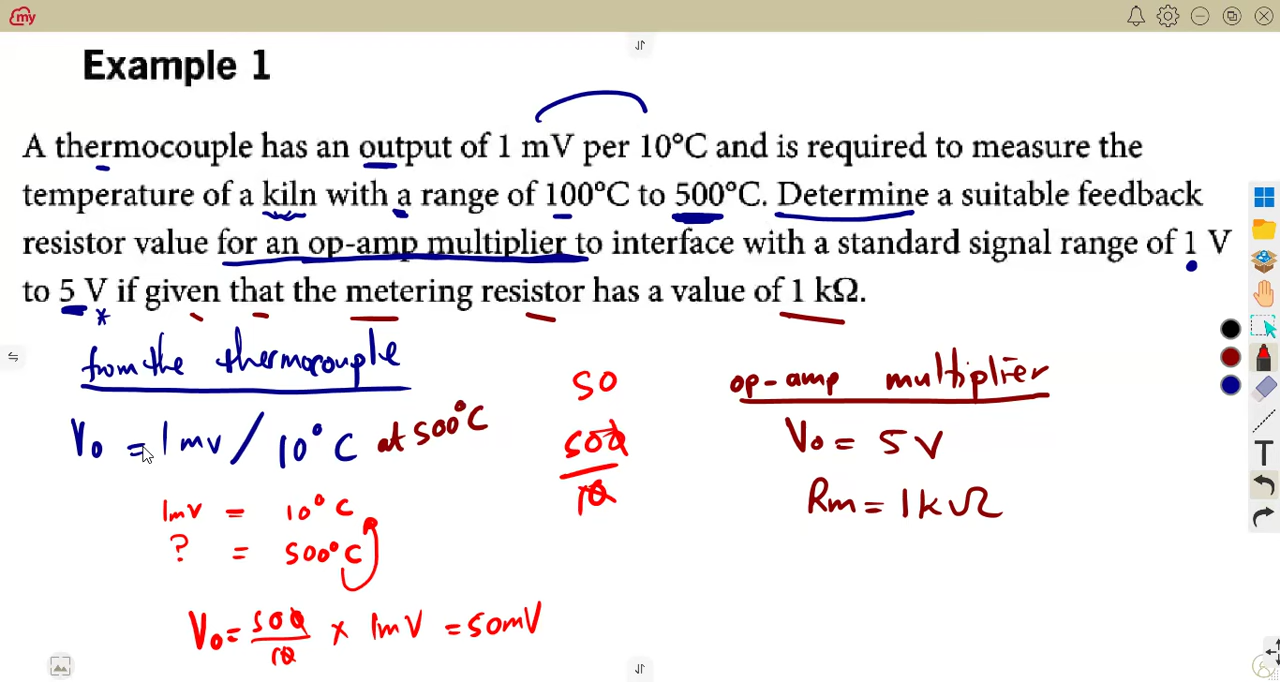 my
Example 1
A thermocouple has an output of 1 mV per 10°C and is required to measure the
temperature of a kiln with a range of 100°C to 500°C. Determine a suitable feedback
resistor value for an op-amp multiplier to interface with a standard signal range of 1 V
to 5 V if given that the metering resistor has a value of 1 kΩ.
*
from the thermocouple
Vo = 1mv / 10°C at 500°C
1mv = 10°C
? = 500°C
Vo = 500/10 x 1mV = 50mV
50
500
10
op-amp multiplier
Vo = 5V
Rm = 1kΩ
T